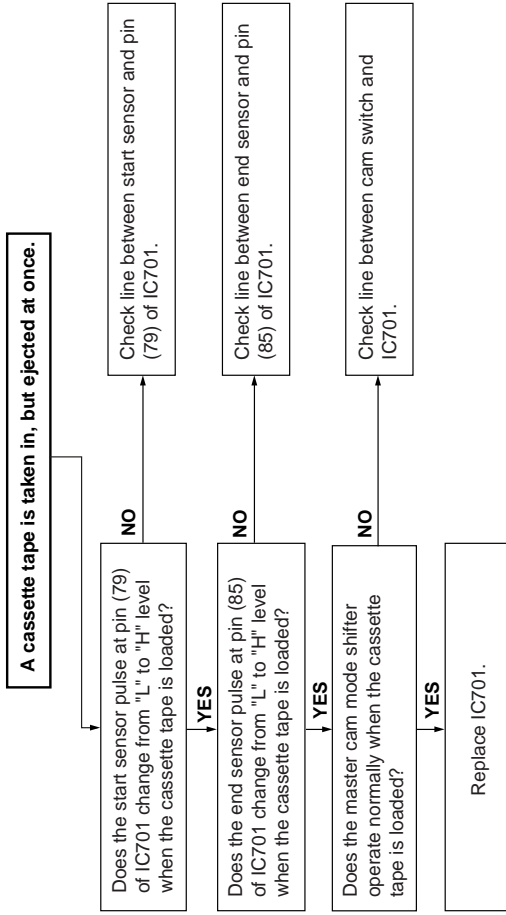 A cassette tape is taken in, but ejected at once.
Does the start sensor pulse at pin (79)
of IC701 change from "L" to "H" level
when the cassette tape is loaded?
NO
Check line between start sensor and pin
(79) of IC701.
YES
Does the end sensor pulse at pin (85)
of IC701 change from "L" to "H" level
when the cassette tape is loaded?
NO
Check line between end sensor and pin
(85) of IC701.
YES
Does the master cam mode shifter
operate normally when the cassette
tape is loaded?
NO
Check line between cam switch and
IC701.
YES
Replace IC701.